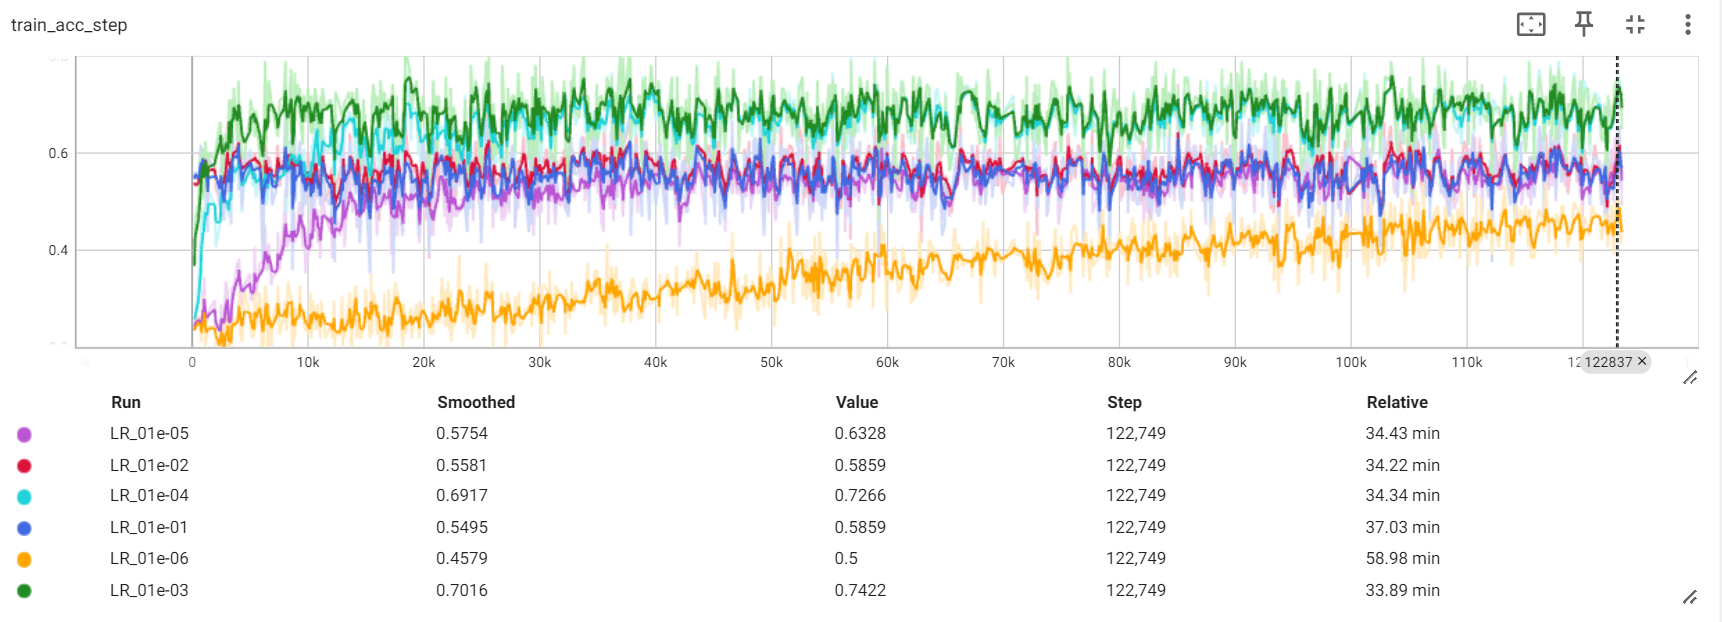 train_acc_step
0.6
0.4
0 10k 20k 30k 40k 50k 60k 70k 80k 90k 100k 110k 122837 ✕
Run Smoothed Value Step Relative
LR_01e-05 0.5754 0.6328 122,749 34.43 min
LR_01e-02 0.5581 0.5859 122,749 34.22 min
LR_01e-04 0.6917 0.7266 122,749 34.34 min
LR_01e-01 0.5495 0.5859 122,749 37.03 min
LR_01e-06 0.4579 0.5 122,749 58.98 min
LR_01e-03 0.7016 0.7422 122,749 33.89 min